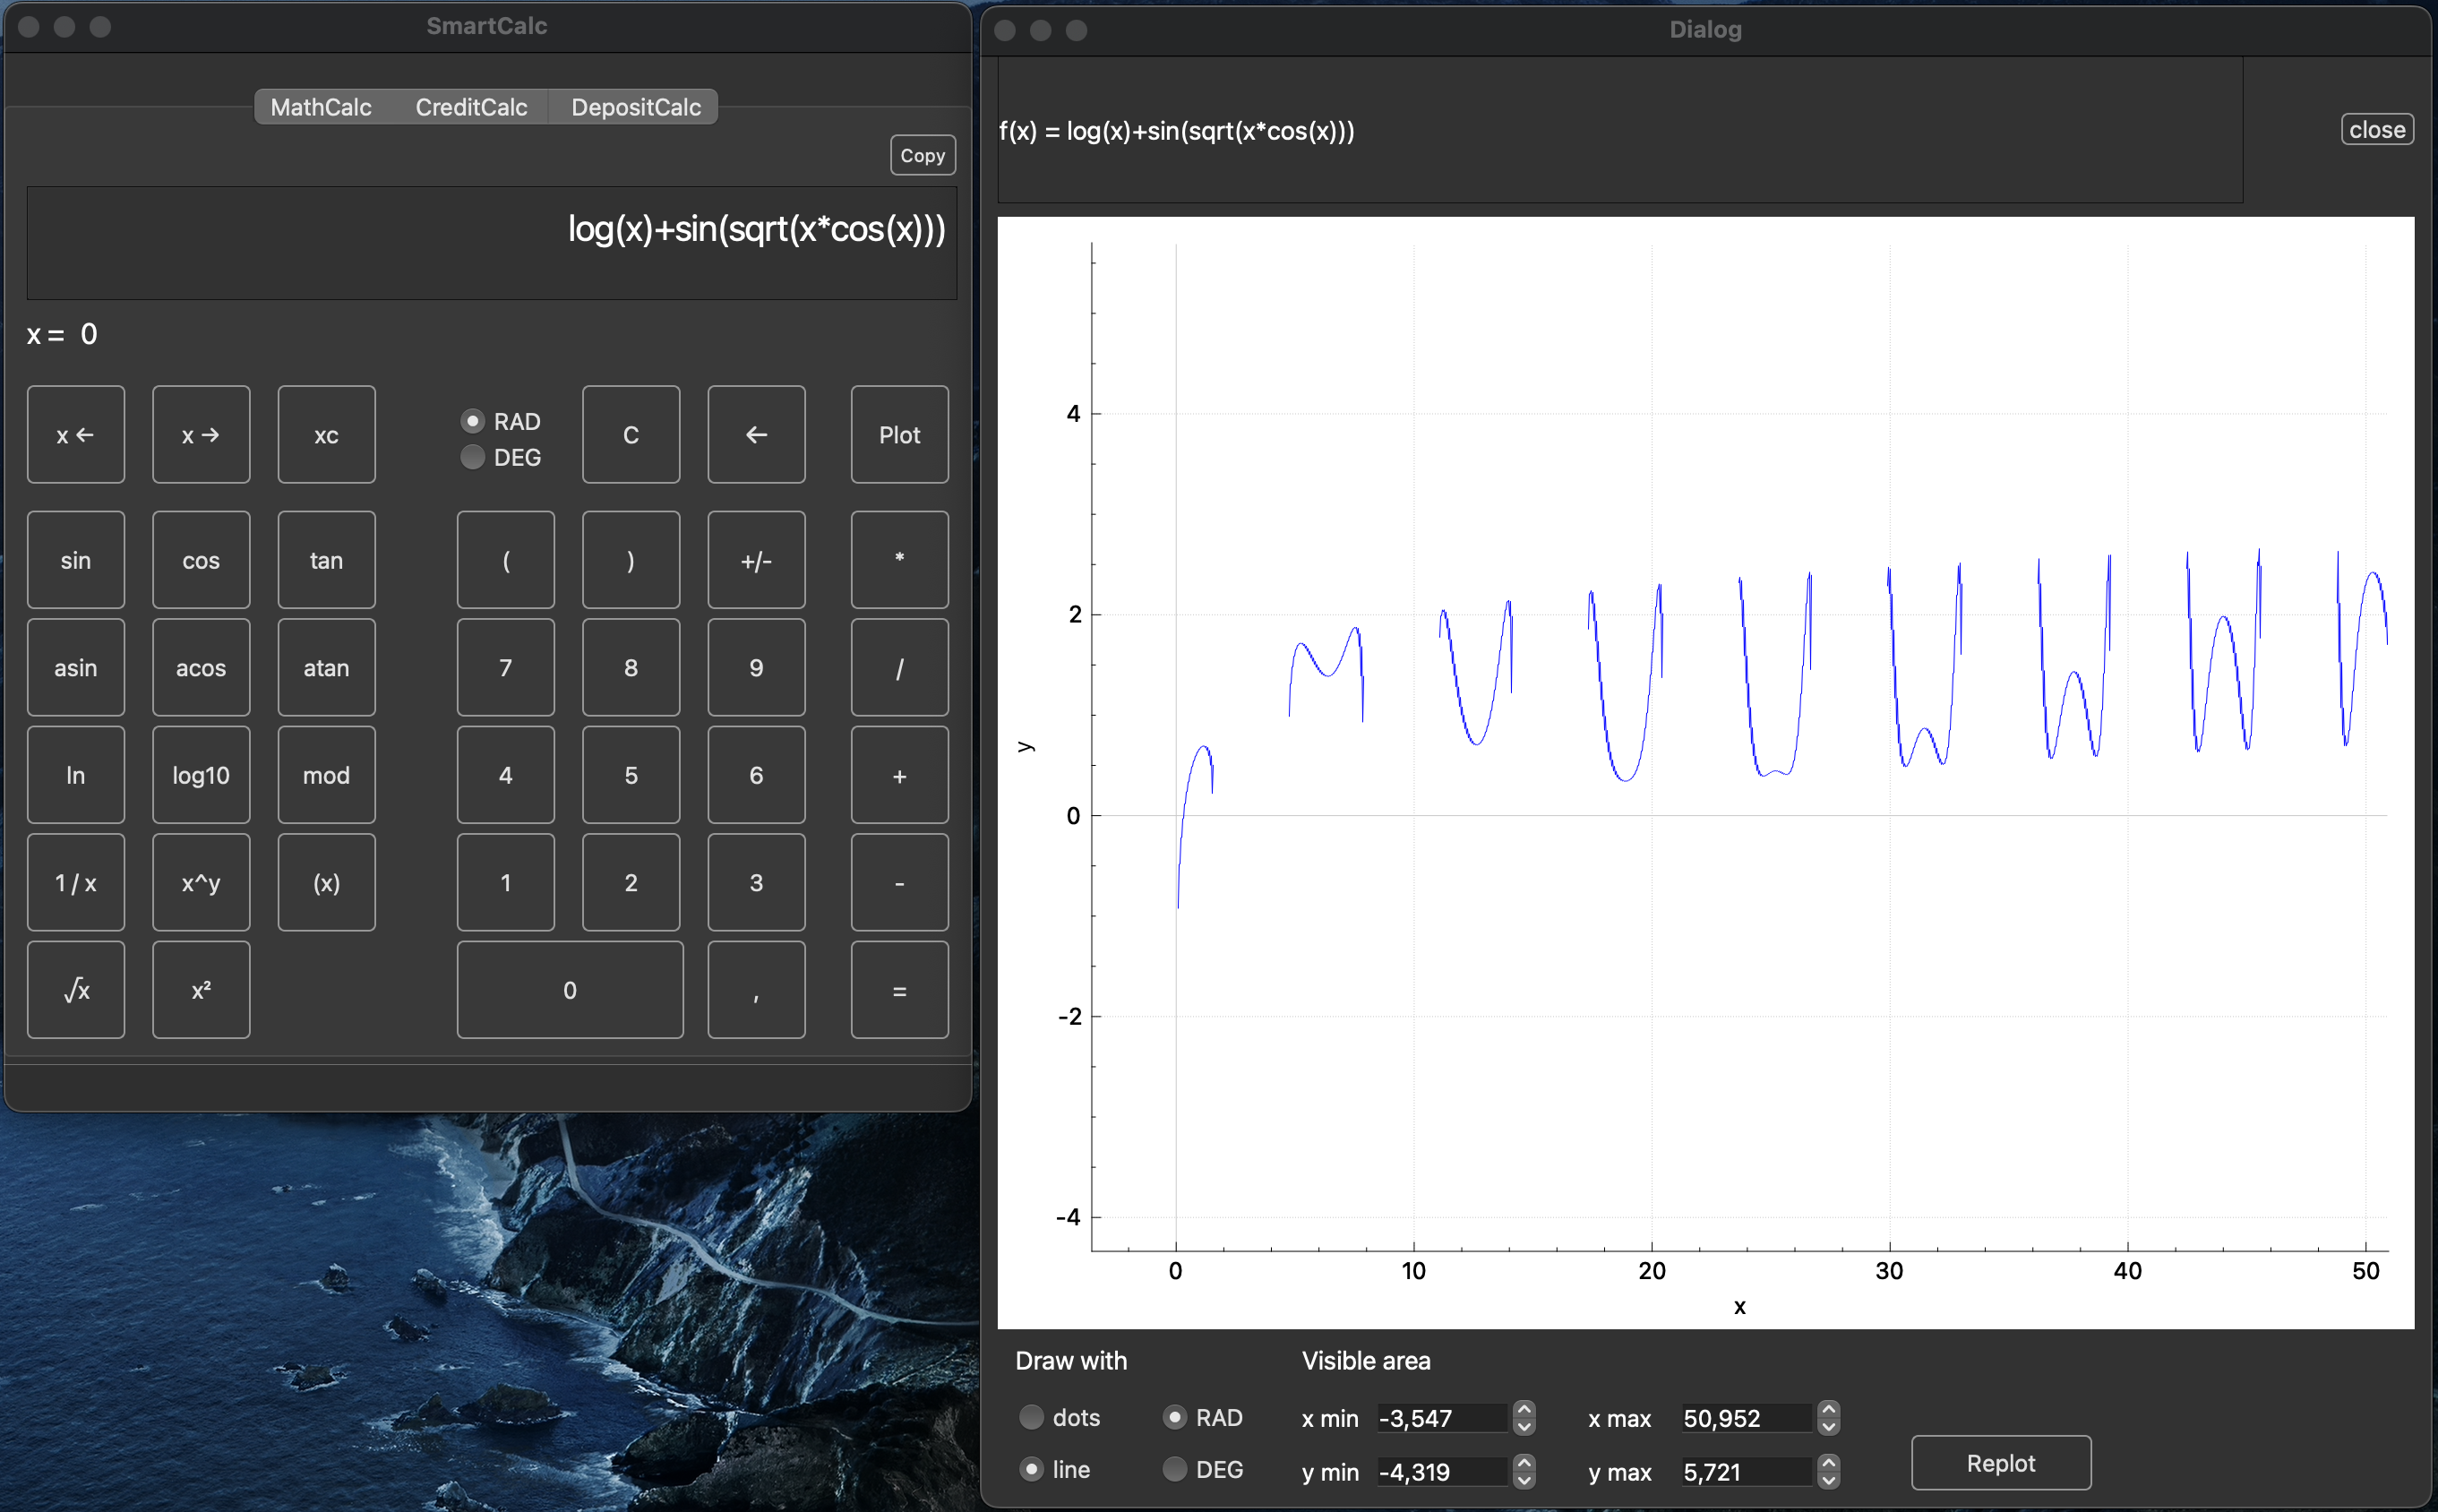 SmartCalc
MathCalc CreditCalc DepositCalc
Copy
log(x)+sin(sqrt(x*cos(x)))
x = 0
x ← x → xc RAD C ← Plot
DEG
sin cos tan ( ) +/- *
asin acos atan 7 8 9 /
ln log10 mod 4 5 6 +
1 / x x^y (x) 1 2 3 -
√x x² 0 , =
Dialog
f(x) = log(x)+sin(sqrt(x*cos(x)))
close
4
2
y
0
-2
-4
0 10 20 30 40 50
x
Draw with Visible area
dots RAD x min -3,547 x max 50,952
line DEG y min -4,319 y max 5,721
Replot